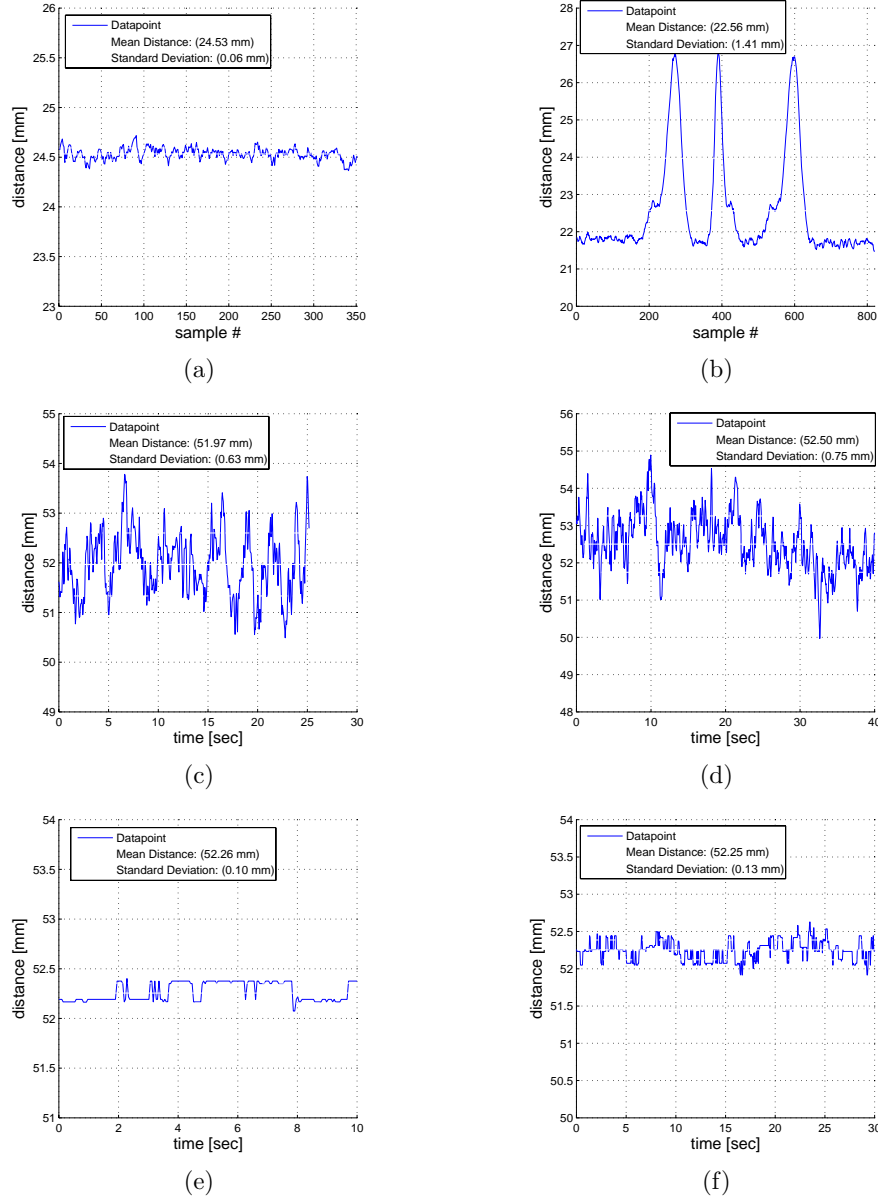 26
25.5
25
24.5
24
23.5
23
distance [mm]
Datapoint
Mean Distance: (24.53 mm)
Standard Deviation: (0.06 mm)
0 50 100 150 200 250 300 350
sample #
(a)
28
27
26
25
24
23
22
21
20
distance [mm]
Datapoint
Mean Distance: (22.56 mm)
Standard Deviation: (1.41 mm)
200 400 600 800
sample #
(b)
55
54
53
52
51
50
49
distance [mm]
Datapoint
Mean Distance: (51.97 mm)
Standard Deviation: (0.63 mm)
0 5 10 15 20 25 30
time [sec]
(c)
56
55
54
53
52
51
50
49
48
distance [mm]
Datapoint
Mean Distance: (52.50 mm)
Standard Deviation: (0.75 mm)
0 10 20 30 40
time [sec]
(d)
54
53.5
53
52.5
52
51.5
51
distance [mm]
Datapoint
Mean Distance: (52.26 mm)
Standard Deviation: (0.10 mm)
0 2 4 6 8 10
time [sec]
(e)
54
53.5
53
52.5
52
51.5
51
50.5
50
distance [mm]
Datapoint
Mean Distance: (52.25 mm)
Standard Deviation: (0.13 mm)
0 5 10 15 20 25 30
time [sec]
(f)